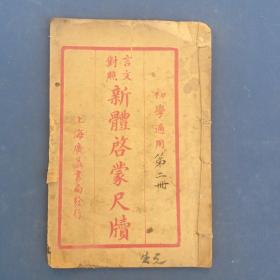 初學適用
第二冊
言文
對照
新體啓蒙尺牘
上海廣益書局發行